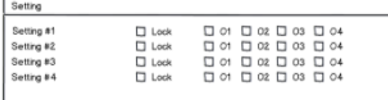 Setting
Setting #1 Lock 01 02 03 04
Setting #2 Lock 01 02 03 04
Setting #3 Lock 01 02 03 04
Setting #4 Lock 01 02 03 04